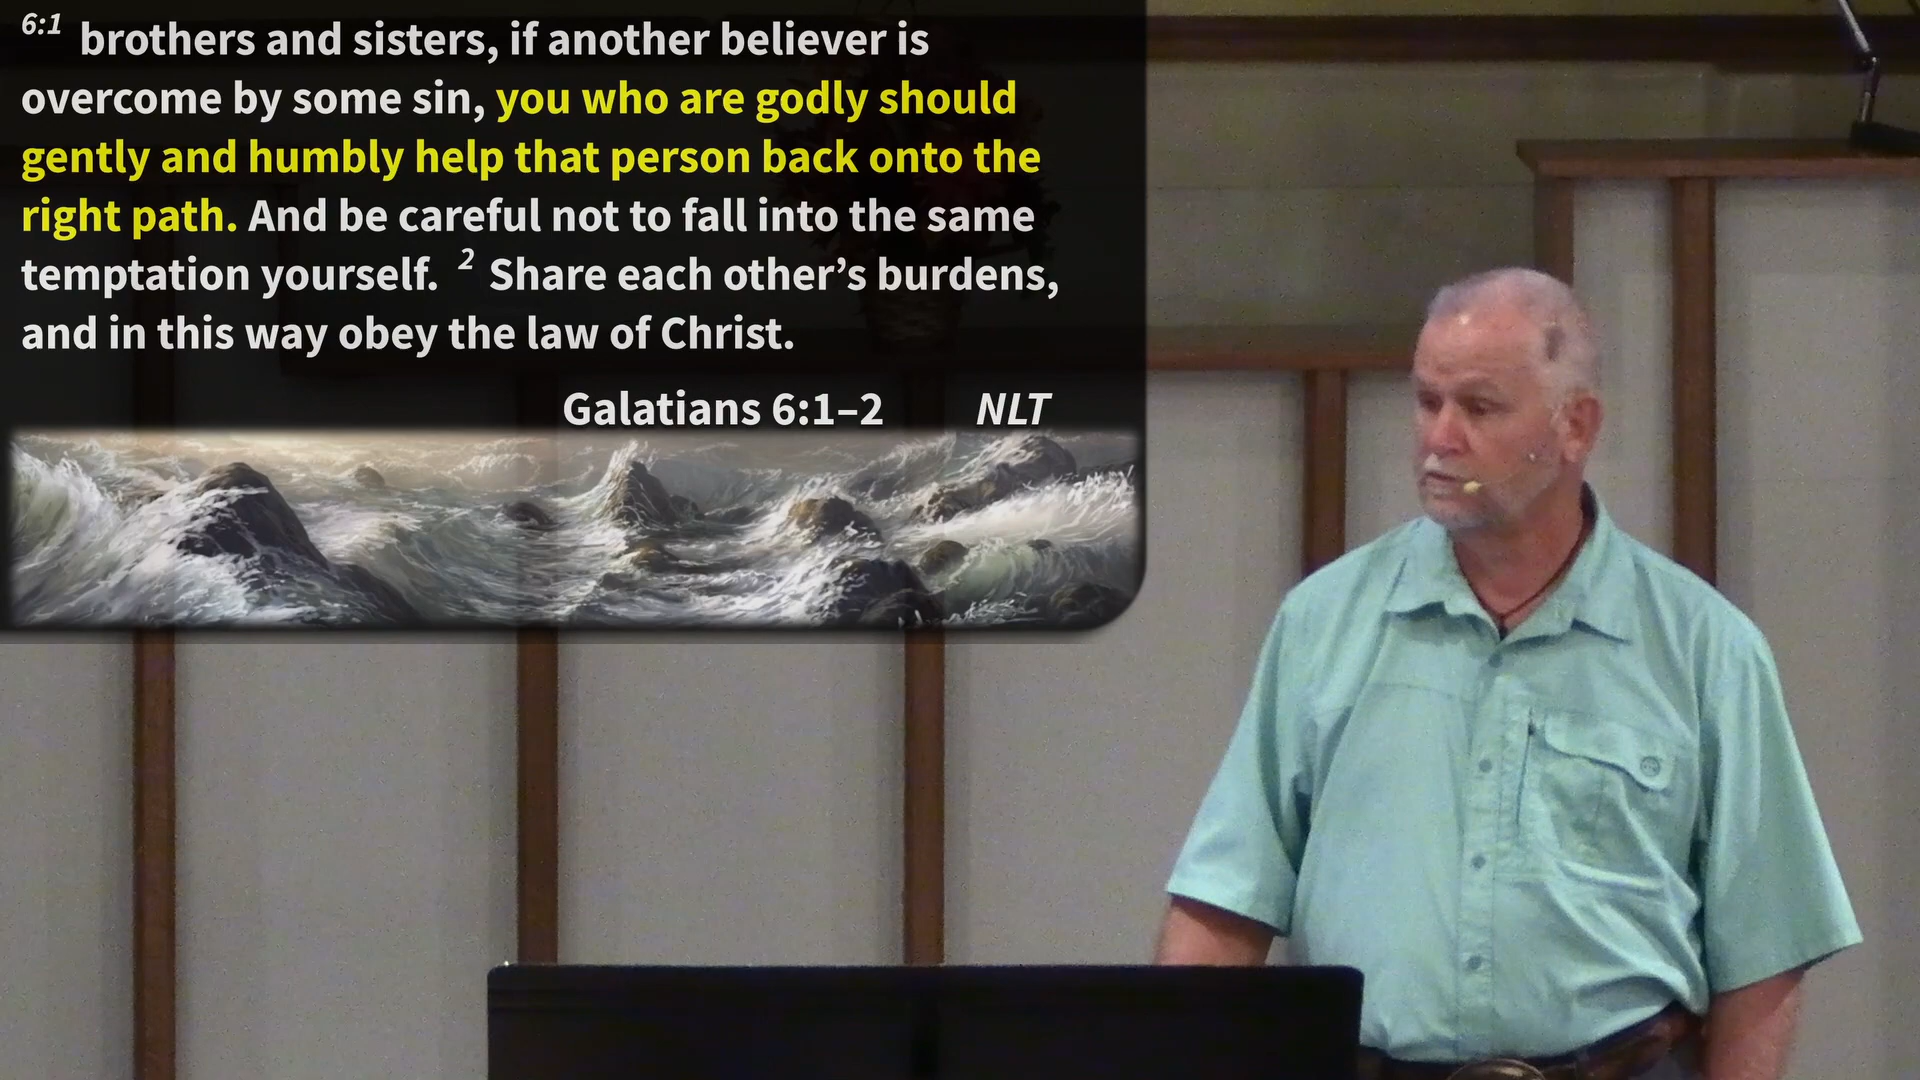 6:1 brothers and sisters, if another believer is
overcome by some sin, you who are godly should
gently and humbly help that person back onto the
right path. And be careful not to fall into the same
temptation yourself. 2 Share each other’s burdens,
and in this way obey the law of Christ.
Galatians 6:1–2 NLT